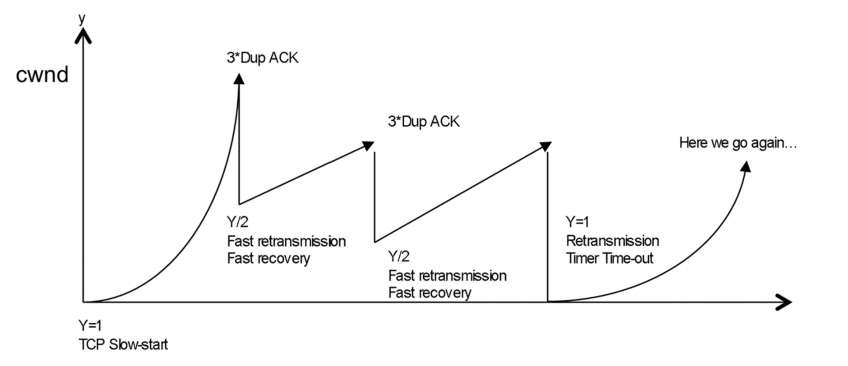 y
cwnd
3*Dup ACK
3*Dup ACK
Here we go again...
Y/2
Fast retransmission
Fast recovery
Y/2
Fast retransmission
Fast recovery
Y=1
Retransmission
Timer Time-out
Y=1
TCP Slow-start